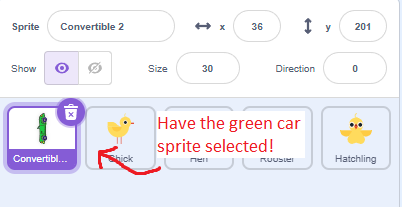 Sprite Convertible 2 x 36 y 201
Show Size 30 Direction 0
Have the green car
sprite selected!
Convertibl... Chick Hen Rooster Hatchling